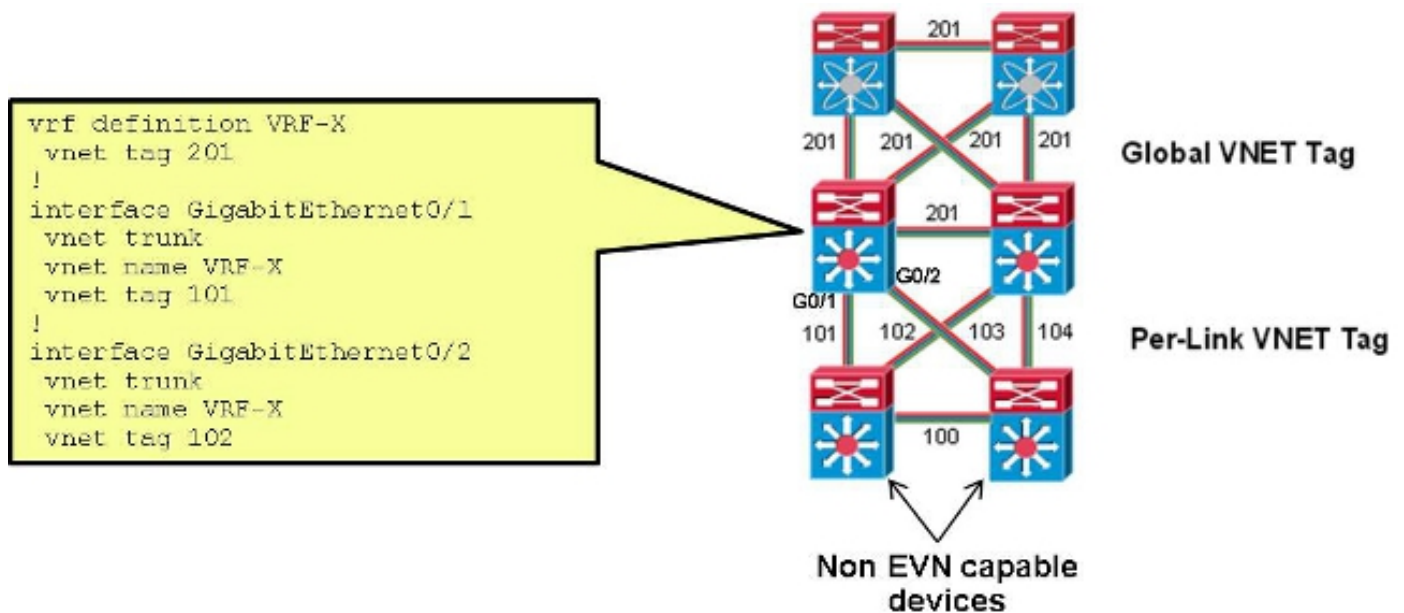 vrf definition VRF-X
vnet tag 201
!
interface GigabitEthernet0/1
vnet trunk
vnet name VRF-X
vnet tag 101
!
interface GigabitEthernet0/2
vnet trunk
vnet name VRF-X
vnet tag 102
201
201 201 201 201
Global VNET Tag
201
G0/2
G0/1
101 102 103 104
Per-Link VNET Tag
100
Non EVN capable
devices